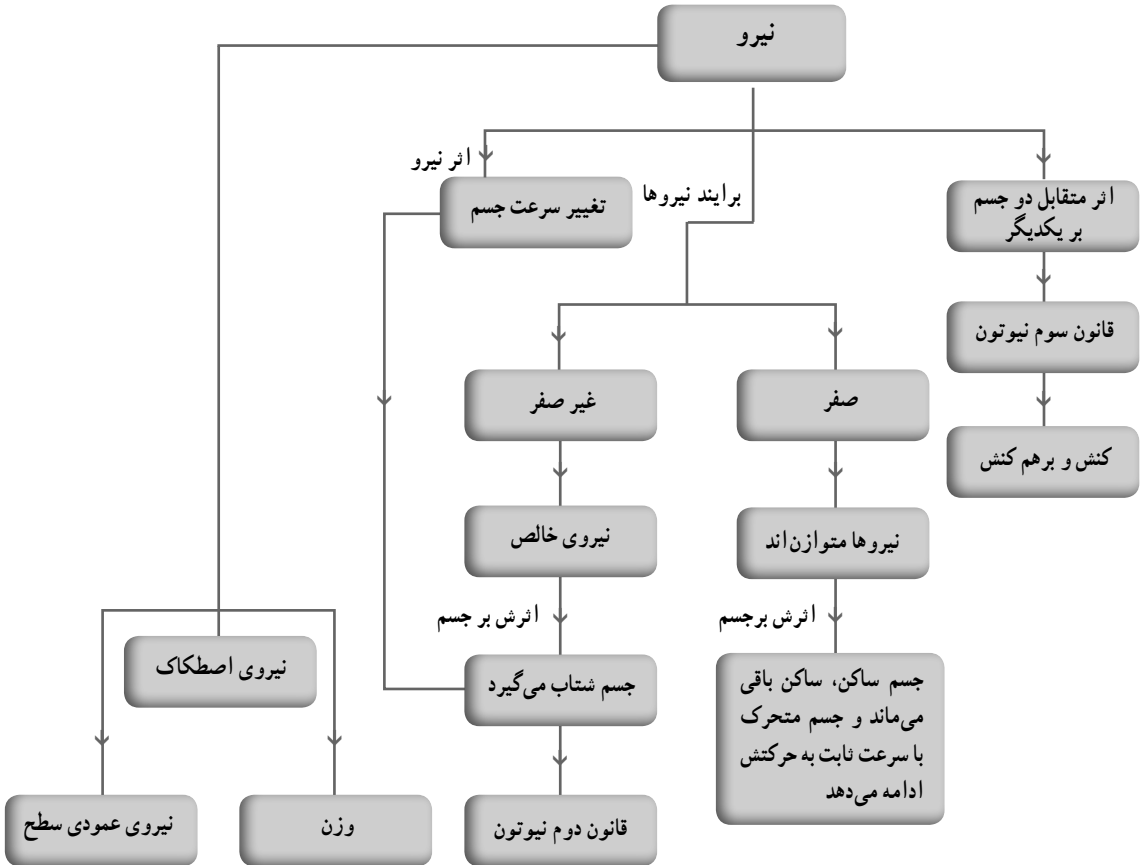 نیرو
اثر نیرو
تغییر سرعت جسم
برایند نیروها
اثر متقابل دو جسم
بر یکدیگر
قانون سوم نیوتون
کنش و برهم کنش
غیر صفر
صفر
نیروی خالص
نیروها متوازن‌اند
اثرش بر جسم
اثرش برجسم
نیروی اصطکاک
جسم شتاب می‌گیرد
جسم ساکن، ساکن باقی
می‌ماند و جسم متحرک
با سرعت ثابت به حرکتش
ادامه می‌دهد
نیروی عمودی سطح
وزن
قانون دوم نیوتون